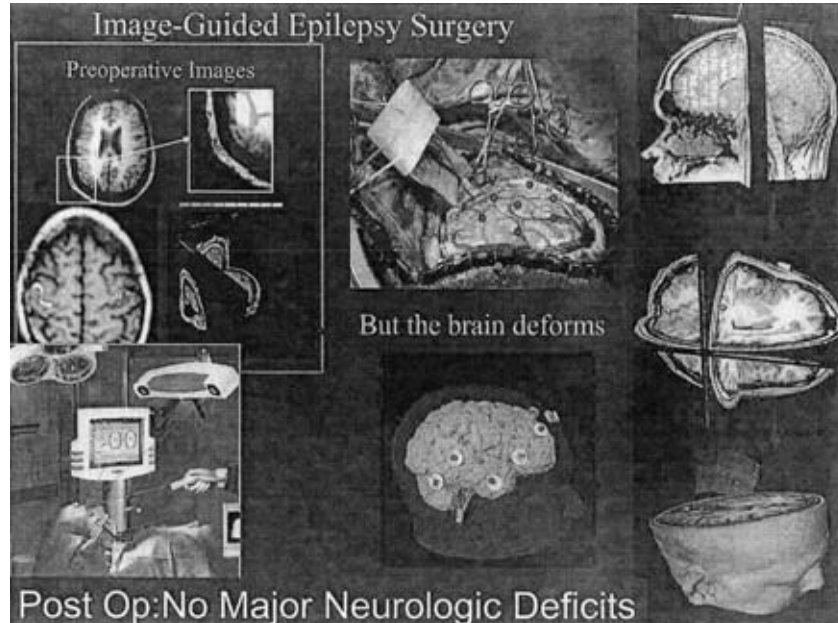 Image-Guided Epilepsy Surgery
Preoperative Images
But the brain deforms
Post Op:No Major Neurologic Deficits